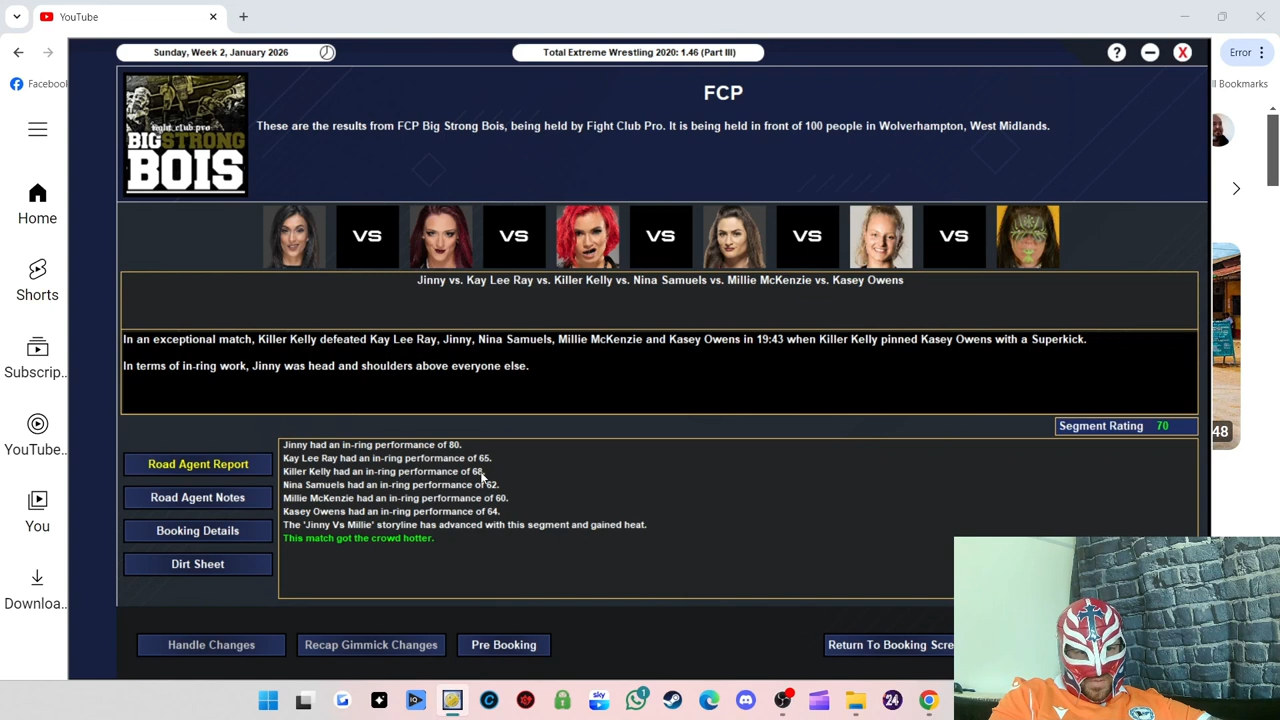 YouTube
Error
Facebook
ll Bookmarks
Sunday, Week 2, January 2026
Total Extreme Wrestling 2020: 1.46 (Part III)
?
X
fight club:pro
BIG STRONG
BOIS
FCP
These are the results from FCP Big Strong Bois, being held by Fight Club Pro. It is being held in front of 100 people in Wolverhampton, West Midlands.
Home
Shorts
Subscrip...
YouTube...
You
Downloa...
VS VS VS VS VS
Jinny vs. Kay Lee Ray vs. Killer Kelly vs. Nina Samuels vs. Millie McKenzie vs. Kasey Owens
In an exceptional match, Killer Kelly defeated Kay Lee Ray, Jinny, Nina Samuels, Millie McKenzie and Kasey Owens in 19:43 when Killer Kelly pinned Kasey Owens with a Superkick.
In terms of in-ring work, Jinny was head and shoulders above everyone else.
Segment Rating 70
48
Road Agent Report
Road Agent Notes
Booking Details
Dirt Sheet
Jinny had an in-ring performance of 80.
Kay Lee Ray had an in-ring performance of 65.
Killer Kelly had an in-ring performance of 68.
Nina Samuels had an in-ring performance of 62.
Millie McKenzie had an in-ring performance of 60.
Kasey Owens had an in-ring performance of 64.
The 'Jinny Vs Millie' storyline has advanced with this segment and gained heat.
This match got the crowd hotter.
Handle Changes
Recap Gimmick Changes
Pre Booking
Return To Booking Scre
sky
1
24